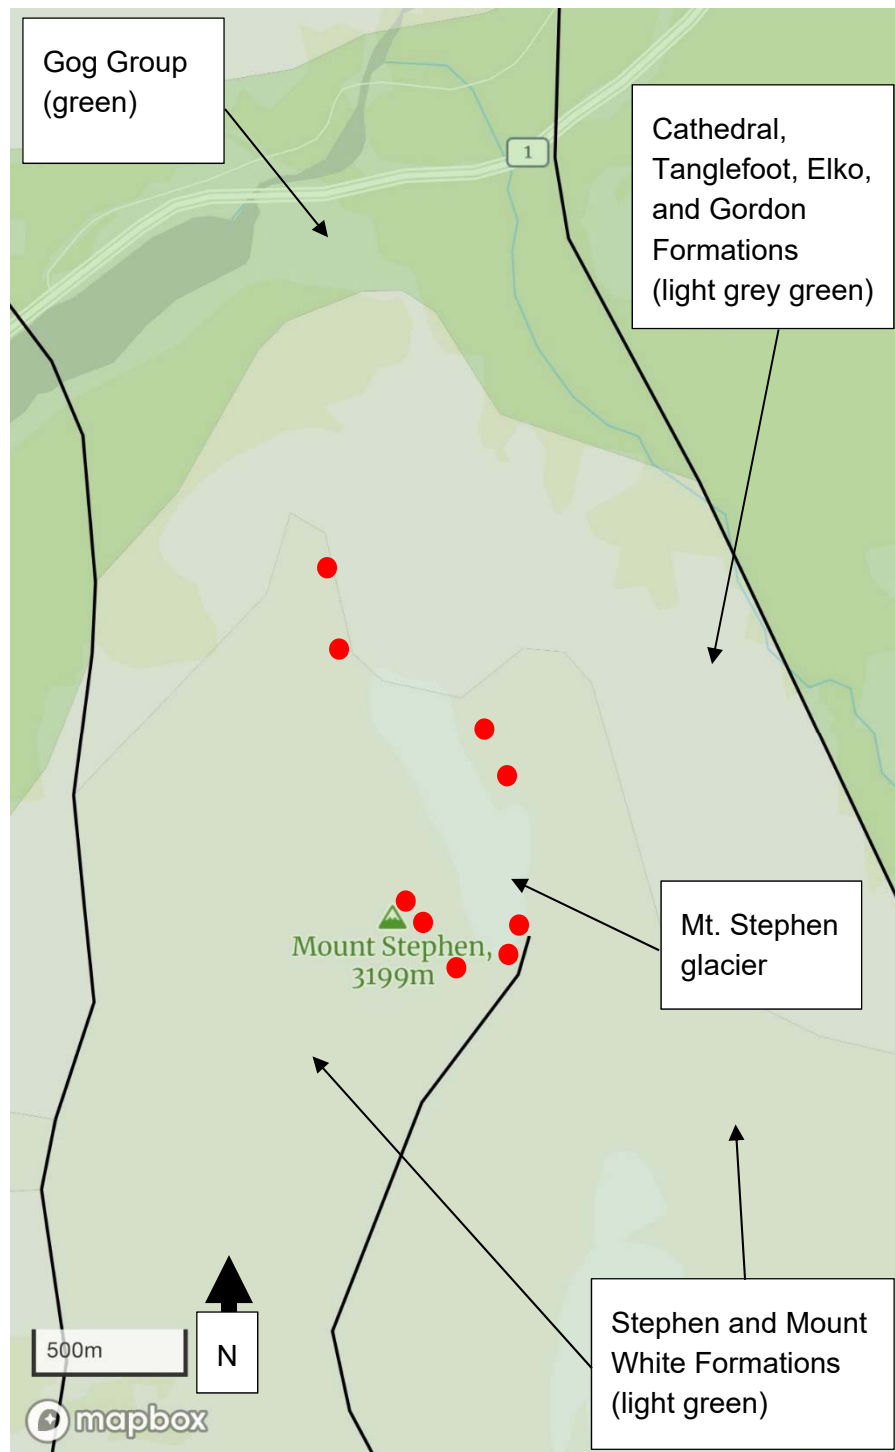 Gog Group
(green)
1
Cathedral,
Tanglefoot, Elko,
and Gordon
Formations
(light grey green)
Mount Stephen,
3199m
Mt. Stephen
glacier
Stephen and Mount
White Formations
(light green)
500m
N
mapbox